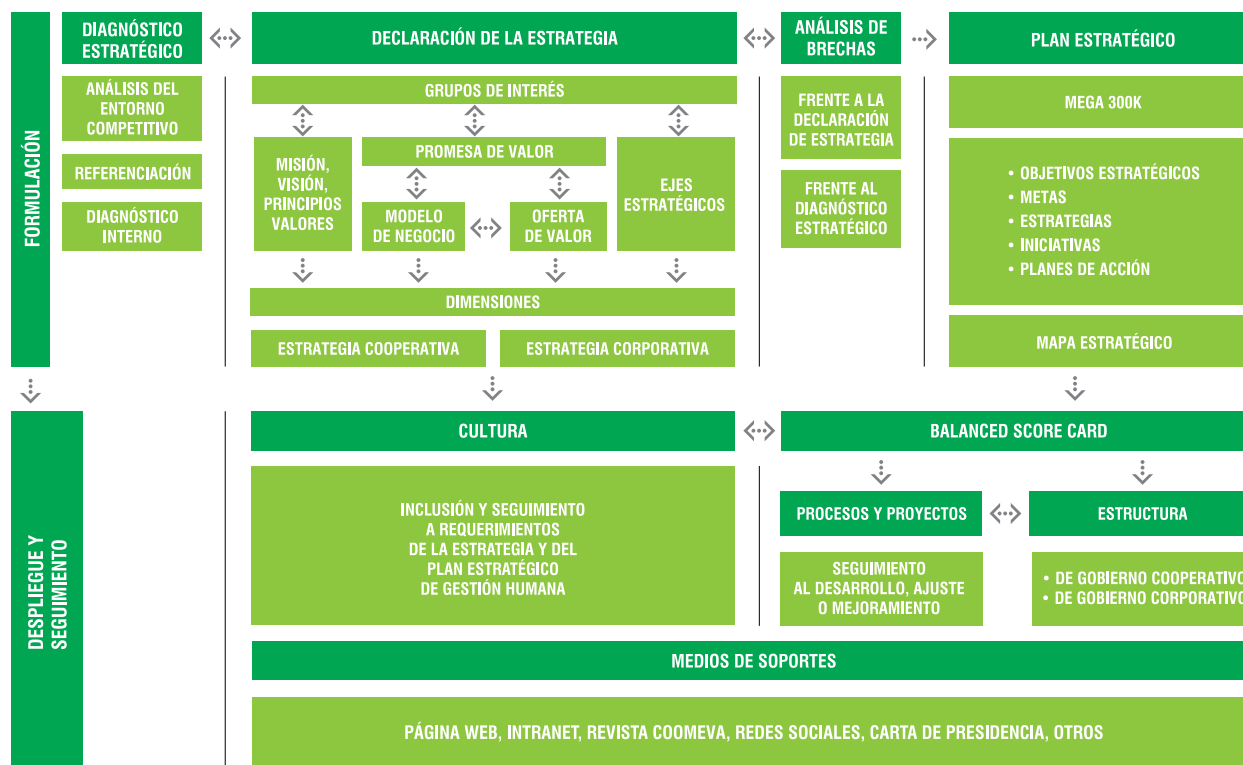 FORMULACIÓN
DIAGNÓSTICO
ESTRATÉGICO
ANÁLISIS DEL
ENTORNO
COMPETITIVO
REFERENCIACIÓN
DIAGNÓSTICO
INTERNO
DECLARACIÓN DE LA ESTRATEGIA
GRUPOS DE INTERÉS
MISIÓN,
VISIÓN,
PRINCIPIOS
VALORES
PROMESA DE VALOR
MODELO
DE NEGOCIO
OFERTA
DE VALOR
EJES
ESTRATÉGICOS
DIMENSIONES
ESTRATEGIA COOPERATIVA
ESTRATEGIA CORPORATIVA
ANÁLISIS DE
BRECHAS
FRENTE A LA
DECLARACIÓN
DE ESTRATEGIA
FRENTE AL
DIAGNÓSTICO
ESTRATÉGICO
PLAN ESTRATÉGICO
MEGA 300K
• OBJETIVOS ESTRATÉGICOS
• METAS
• ESTRATEGIAS
• INICIATIVAS
• PLANES DE ACCIÓN
MAPA ESTRATÉGICO
DESPLIEGUE Y
SEGUIMIENTO
CULTURA
INCLUSIÓN Y SEGUIMIENTO
A REQUERIMIENTOS
DE LA ESTRATEGIA Y DEL
PLAN ESTRATÉGICO
DE GESTIÓN HUMANA
BALANCED SCORE CARD
PROCESOS Y PROYECTOS
SEGUIMIENTO
AL DESARROLLO, AJUSTE
O MEJORAMIENTO
ESTRUCTURA
• DE GOBIERNO COOPERATIVO
• DE GOBIERNO CORPORATIVO
MEDIOS DE SOPORTES
PÁGINA WEB, INTRANET, REVISTA COOMEVA, REDES SOCIALES, CARTA DE PRESIDENCIA, OTROS